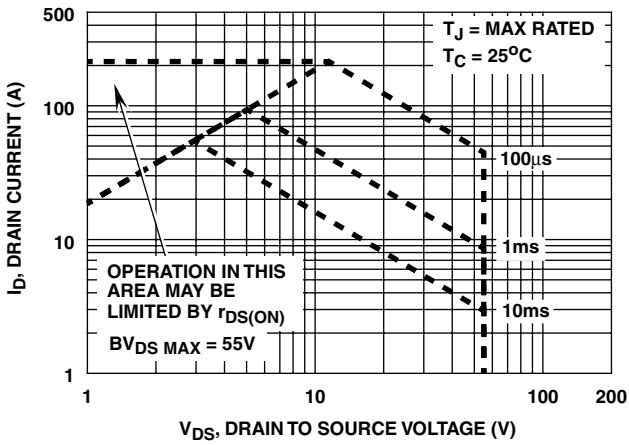 500
100
10
1
I_D, DRAIN CURRENT (A)
T_J = MAX RATED
T_C = 25°C
100μs
1ms
10ms
OPERATION IN THIS
AREA MAY BE
LIMITED BY r_DS(ON)
BV_DS MAX = 55V
1
10
100
200
V_DS, DRAIN TO SOURCE VOLTAGE (V)